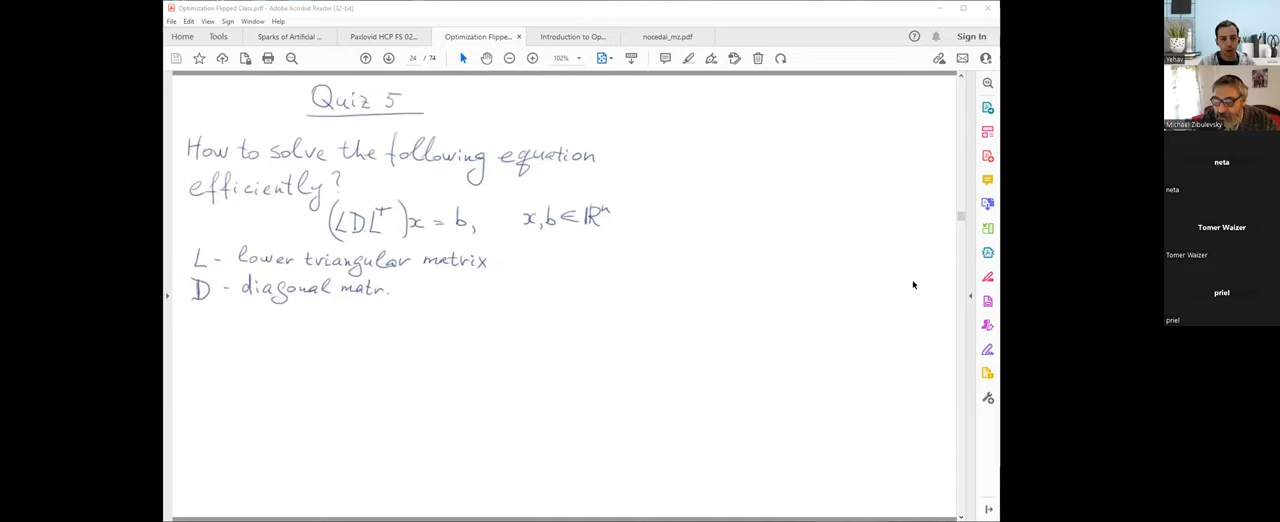 Optimization Flipped Class.pdf - Adobe Acrobat Reader (32-bit)
File Edit View Sign Window Help
Home Tools Sparks of Artificial ... Paxlovid HCP FS 02... Optimization Flippe... × Introduction to Op... nocedal_mz.pdf Sign In
24 / 74 102%
Quiz 5
How to solve the following equation
efficiently?
(LDLᵀ)x = b, x,b ∈ ℝⁿ
L - lower triangular matrix
D - diagonal matr.
Yehav
Michael Zibulevsky
neta
neta
Tomer Waizer
Tomer Waizer
priel
priel